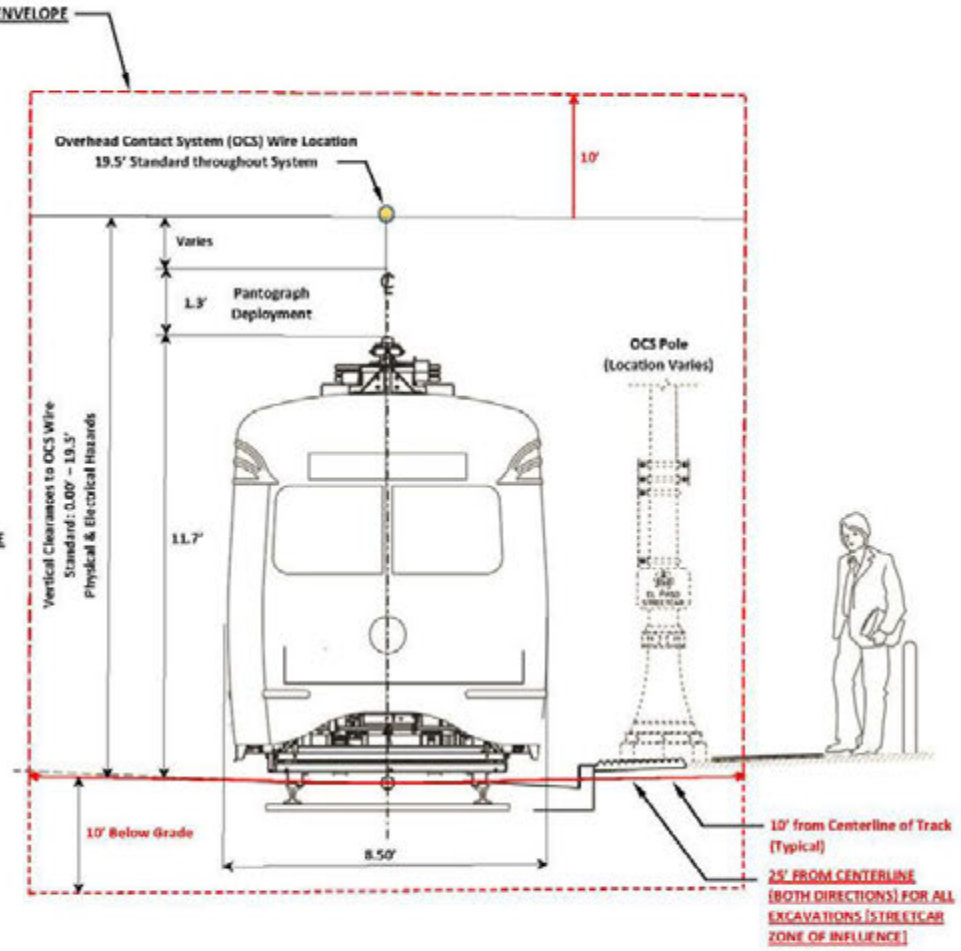 ENVELOPE
Overhead Contact System (OCS) Wire Location
19.5' Standard throughout System
10'
Varies
1.3'
Pantograph
Deployment
OCS Pole
(Location Varies)
Vertical Clearances to OCS Wire
Standard: 0.00' – 19.5'
Physical & Electrical Hazards
11.7'
EL PASO
STREETCAR
10' Below Grade
8.50'
10' from Centerline of Track
(Typical)
25' FROM CENTERLINE
(BOTH DIRECTIONS) FOR ALL
EXCAVATIONS [STREETCAR
ZONE OF INFLUENCE]